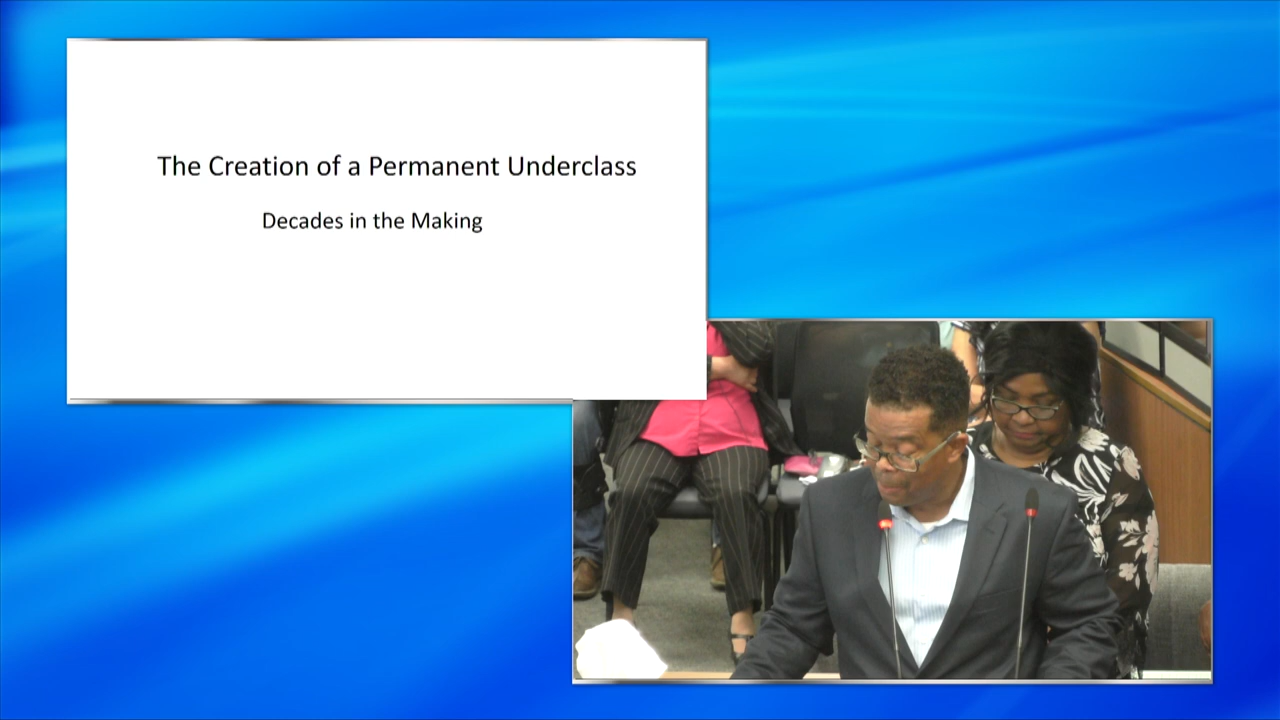 The Creation of a Permanent Underclass
Decades in the Making